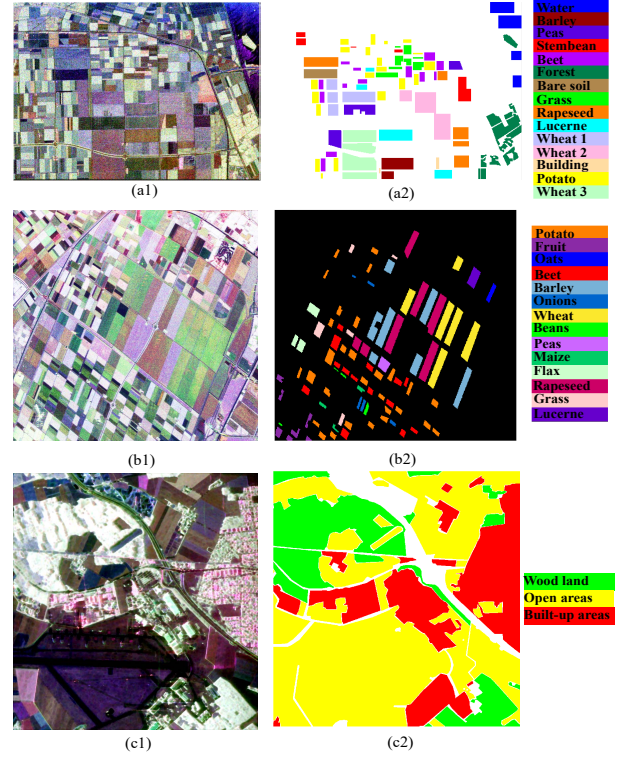 Water
Barley
Peas
Stembean
Beet
Forest
Bare soil
Grass
Rapeseed
Lucerne
Wheat 1
Wheat 2
Building
Potato
Wheat 3
(a1)
(a2)
Potato
Fruit
Oats
Beet
Barley
Onions
Wheat
Beans
Peas
Maize
Flax
Rapeseed
Grass
Lucerne
(b1)
(b2)
Wood land
Open areas
Built-up areas
(c1)
(c2)